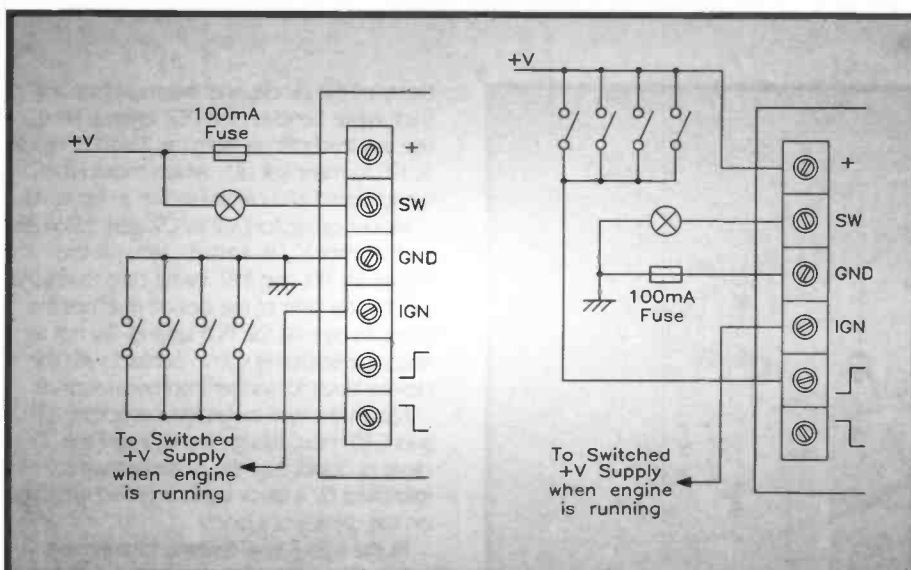 100mA
Fuse
+V
+
SW
GND
IGN
To Switched
+V Supply
when engine
is running
+V
+
SW
GND
100mA
Fuse
IGN
To Switched
+V Supply
when engine
is running